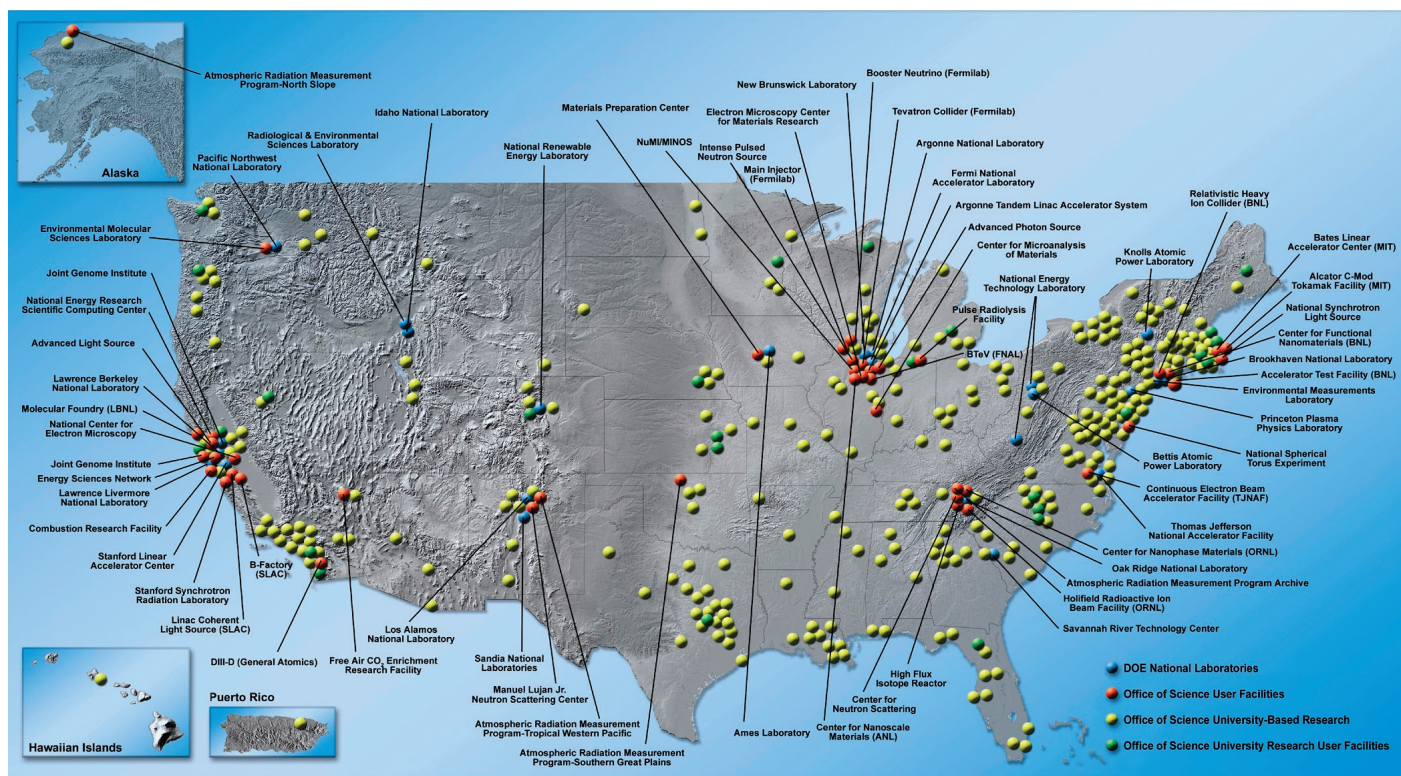 Atmospheric Radiation Measurement
Program-North Slope
Alaska
Idaho National Laboratory
Radiological & Environmental
Sciences Laboratory
Pacific Northwest
National Laboratory
Environmental Molecular
Sciences Laboratory
Joint Genome Institute
National Energy Research
Scientific Computing Center
Advanced Light Source
Lawrence Berkeley
National Laboratory
Molecular Foundry (LBNL)
National Center for
Electron Microscopy
Joint Genome Institute
Energy Sciences Network
Lawrence Livermore
National Laboratory
Combustion Research Facility
Stanford Linear
Accelerator Center
Stanford Synchrotron
Radiation Laboratory
Linac Coherent
Light Source (SLAC)
B-Factory
(SLAC)
DIII-D (General Atomics)
Free Air CO2 Enrichment
Research Facility
Los Alamos
National Laboratory
Sandia National
Laboratories
Manuel Lujan Jr.
Neutron Scattering Center
Atmospheric Radiation Measurement
Program-Tropical Western Pacific
Atmospheric Radiation Measurement
Program-Southern Great Plains
National Renewable
Energy Laboratory
Materials Preparation Center
NuMI/MINOS
Intense Pulsed
Neutron Source
Main Injector
(Fermilab)
Electron Microscopy Center
for Materials Research
New Brunswick Laboratory
Booster Neutrino (Fermilab)
Tevatron Collider (Fermilab)
Argonne National Laboratory
Fermi National
Accelerator Laboratory
Argonne Tandem Linac Accelerator System
Advanced Photon Source
Center for Microanalysis
of Materials
National Energy
Technology Laboratory
Pulse Radiolysis
Facility
BTeV (FNAL)
Knolls Atomic
Power Laboratory
Relativistic Heavy
Ion Collider (BNL)
Bates Linear
Accelerator Center (MIT)
Alcator C-Mod
Tokamak Facility (MIT)
National Synchrotron
Light Source
Center for Functional
Nanomaterials (BNL)
Brookhaven National Laboratory
Accelerator Test Facility (BNL)
Environmental Measurements
Laboratory
Princeton Plasma
Physics Laboratory
National Spherical
Torus Experiment
Bettis Atomic
Power Laboratory
Continuous Electron Beam
Accelerator Facility (TJNAF)
Thomas Jefferson
National Accelerator Facility
Center for Nanophase Materials (ORNL)
Oak Ridge National Laboratory
Atmospheric Radiation Measurement Program Archive
Holifield Radioactive Ion
Beam Facility (ORNL)
Savannah River Technology Center
High Flux
Isotope Reactor
Center for
Neutron Scattering
Center for Nanoscale
Materials (ANL)
Ames Laboratory
Hawaiian Islands
Puerto Rico
DOE National Laboratories
Office of Science User Facilities
Office of Science University-Based Research
Office of Science University Research User Facilities